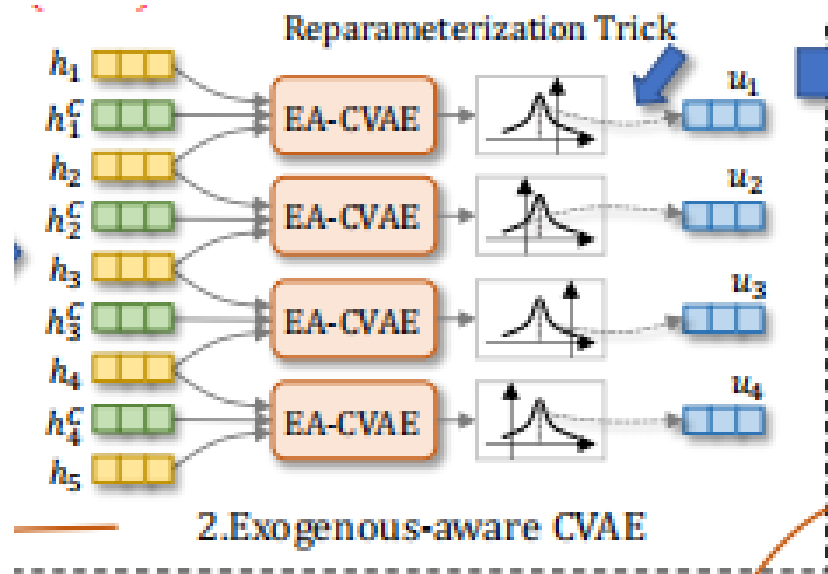 Reparameterization Trick
h₁
h₁ᶜ
h₂
h₂ᶜ
h₃
h₃ᶜ
h₄
h₄ᶜ
h₅
EA-CVAE
EA-CVAE
EA-CVAE
EA-CVAE
u₁
u₂
u₃
u₄
2.Exogenous-aware CVAE